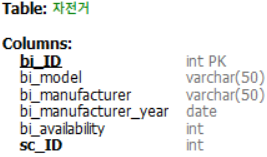 Table: 자전거
Columns:
bi_ID int PK
bi_model varchar(50)
bi_manufacturer varchar(50)
bi_manufacturer_year date
bi_availability int
sc_ID int